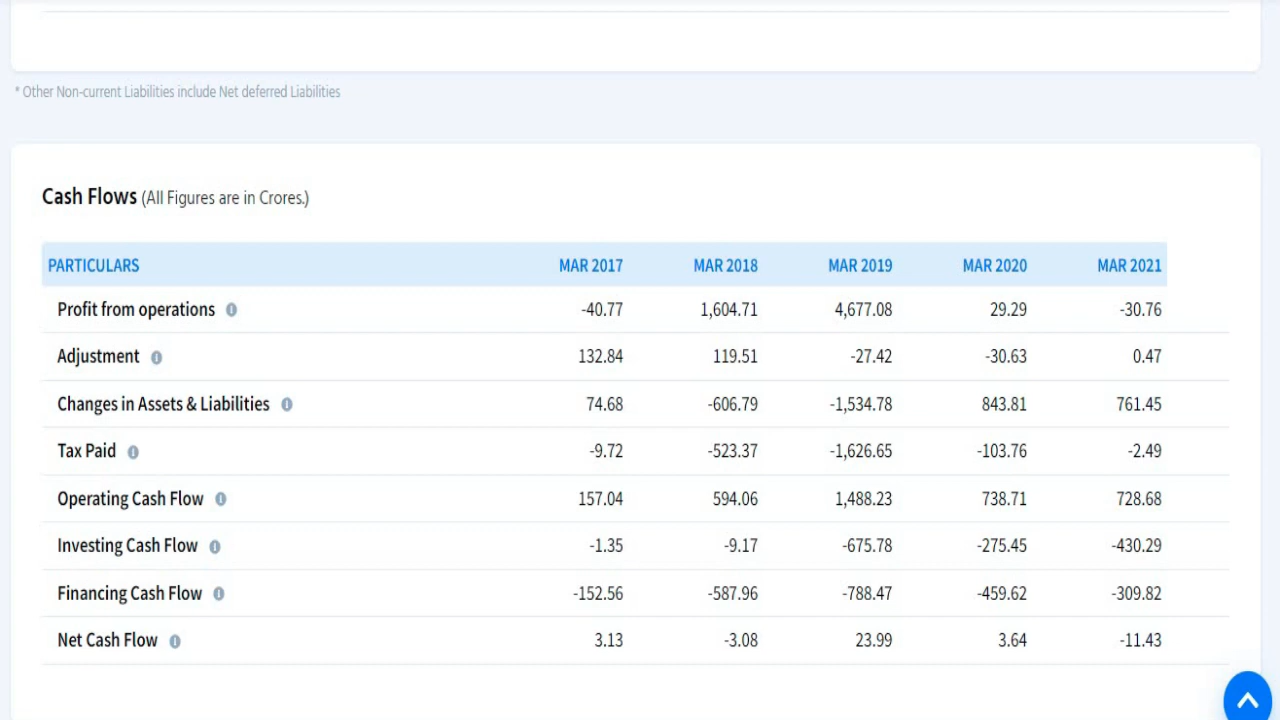 * Other Non-current Liabilities include Net deferred Liabilities
Cash Flows (All Figures are in Crores.)
PARTICULARS MAR 2017 MAR 2018 MAR 2019 MAR 2020 MAR 2021
Profit from operations -40.77 1,604.71 4,677.08 29.29 -30.76
Adjustment 132.84 119.51 -27.42 -30.63 0.47
Changes in Assets & Liabilities 74.68 -606.79 -1,534.78 843.81 761.45
Tax Paid -9.72 -523.37 -1,626.65 -103.76 -2.49
Operating Cash Flow 157.04 594.06 1,488.23 738.71 728.68
Investing Cash Flow -1.35 -9.17 -675.78 -275.45 -430.29
Financing Cash Flow -152.56 -587.96 -788.47 -459.62 -309.82
Net Cash Flow 3.13 -3.08 23.99 3.64 -11.43